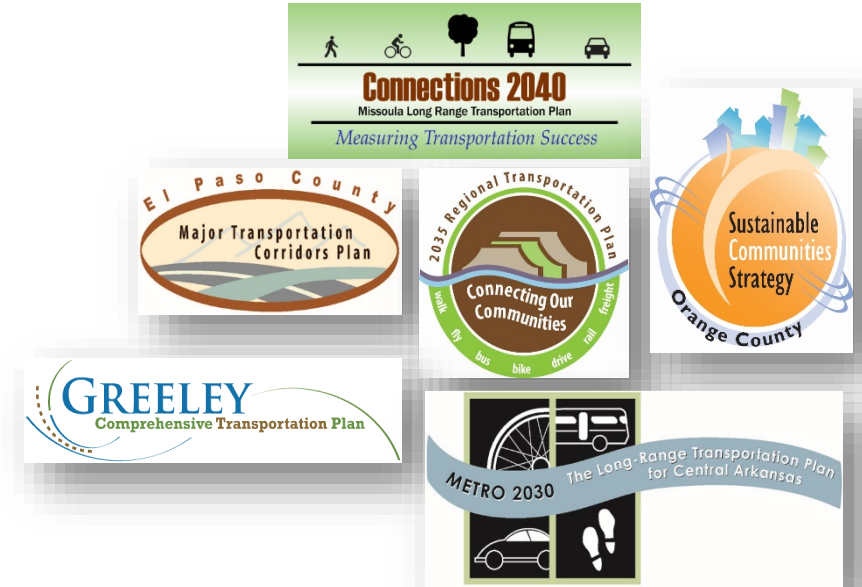 Connections 2040
Missoula Long Range Transportation Plan
Measuring Transportation Success
El Paso County
Major Transportation
Corridors Plan
2035 Regional Transportation Plan
Connecting Our
Communities
walk fly bus bike drive rail freight
Sustainable
Communities
Strategy
Orange County
GREELEY
Comprehensive Transportation Plan
METRO 2030
The Long-Range Transportation Plan
for Central Arkansas